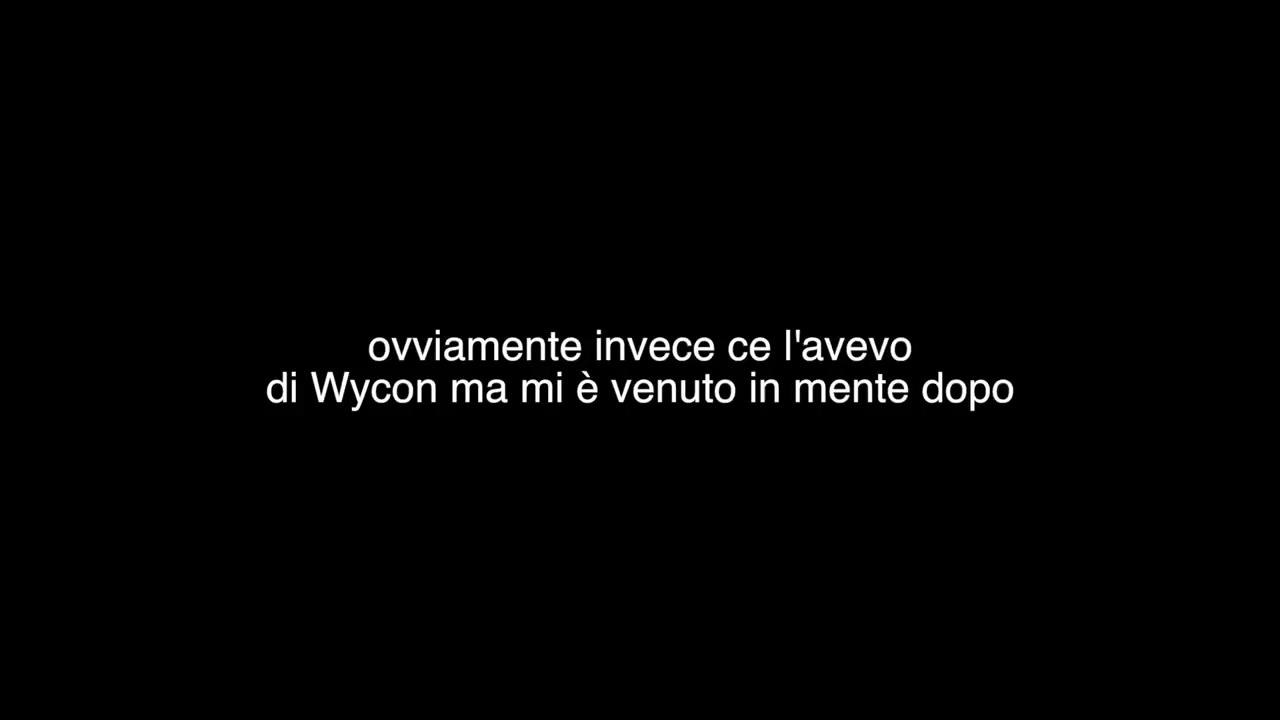 ovviamente invece ce l'avevo
di Wycon ma mi è venuto in mente dopo